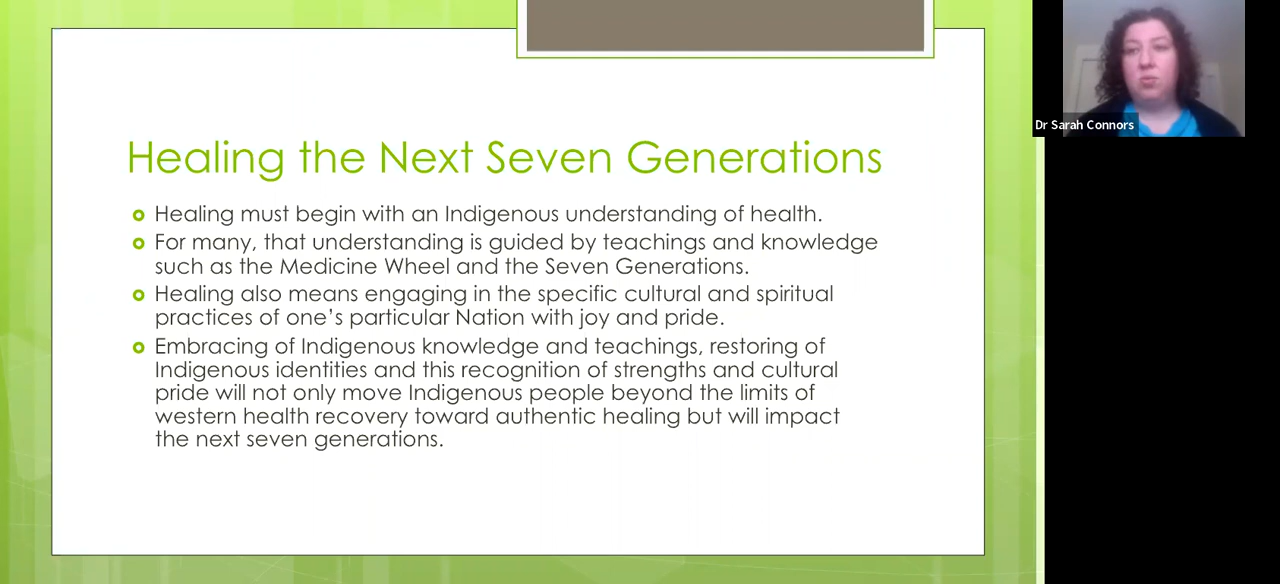 Dr Sarah Connors
Healing the Next Seven Generations
Healing must begin with an Indigenous understanding of health.
For many, that understanding is guided by teachings and knowledge
such as the Medicine Wheel and the Seven Generations.
Healing also means engaging in the specific cultural and spiritual
practices of one’s particular Nation with joy and pride.
Embracing of Indigenous knowledge and teachings, restoring of
Indigenous identities and this recognition of strengths and cultural
pride will not only move Indigenous people beyond the limits of
western health recovery toward authentic healing but will impact
the next seven generations.